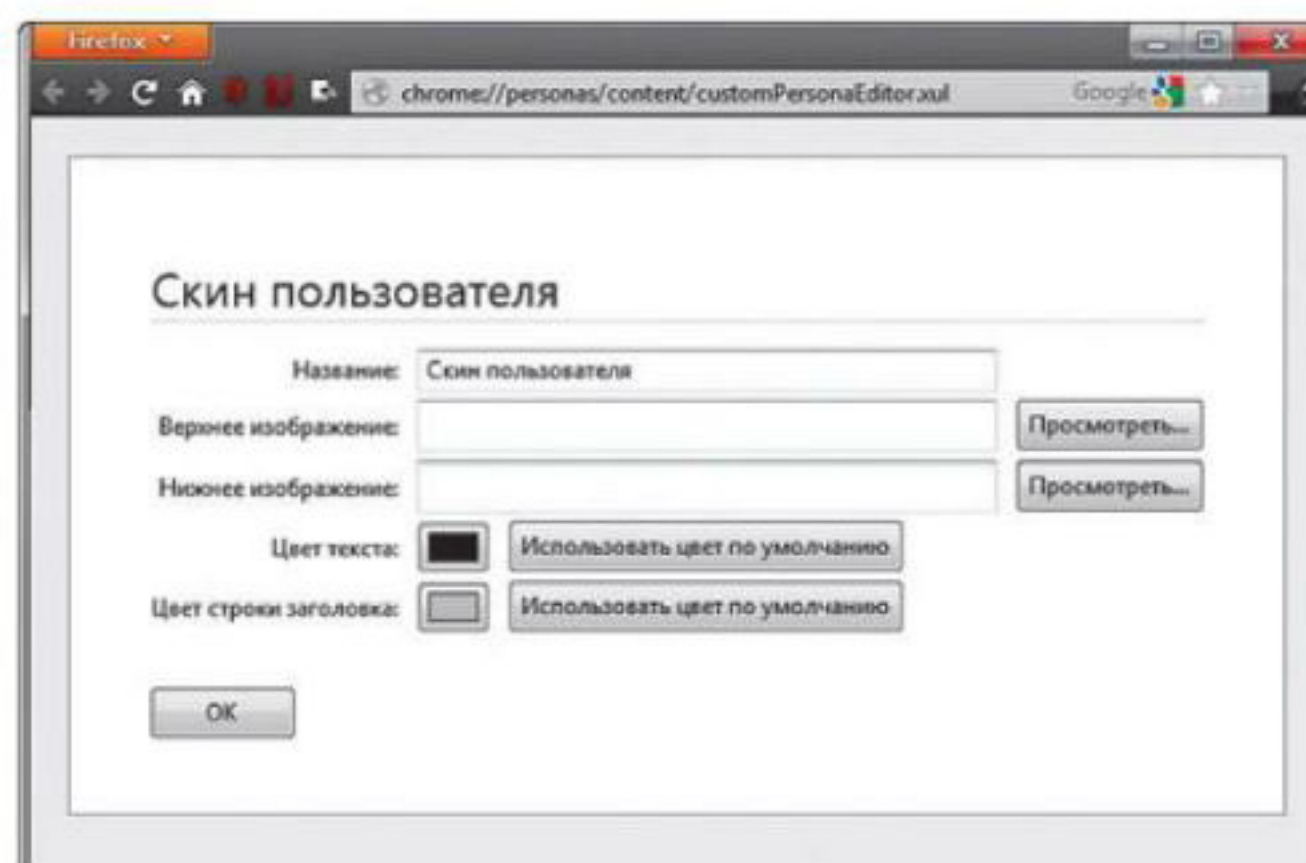 Firefox
chrome://personas/content/customPersonaEditor.xul Google
Скин пользователя
Название: Скин пользователя
Верхнее изображение: Просмотреть...
Нижнее изображение: Просмотреть...
Цвет текста: Использовать цвет по умолчанию
Цвет строки заголовка: Использовать цвет по умолчанию
OK